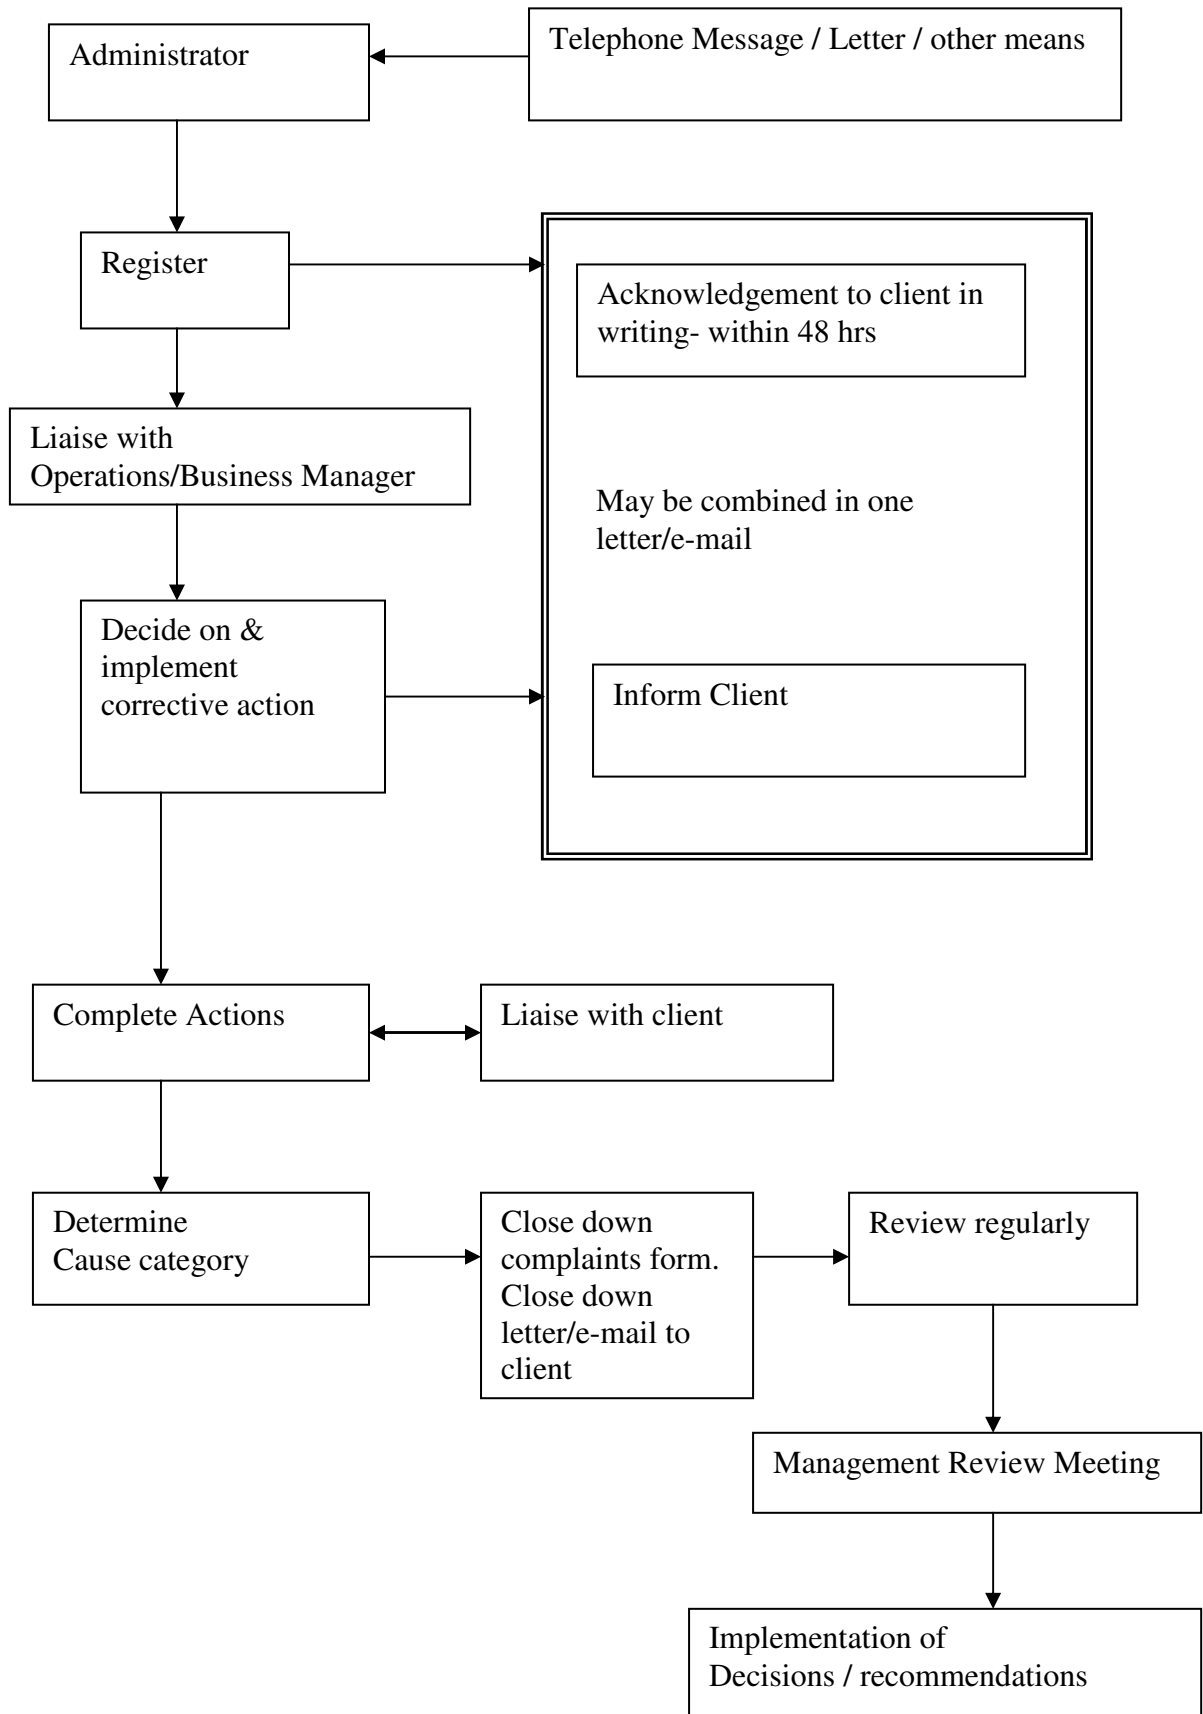 Administrator
Telephone Message / Letter / other means
Register
Acknowledgement to client in
writing- within 48 hrs
Liaise with
Operations/Business Manager
May be combined in one
letter/e-mail
Decide on &
implement
corrective action
Inform Client
Complete Actions
Liaise with client
Determine
Cause category
Close down
complaints form.
Close down
letter/e-mail to
client
Review regularly
Management Review Meeting
Implementation of
Decisions / recommendations